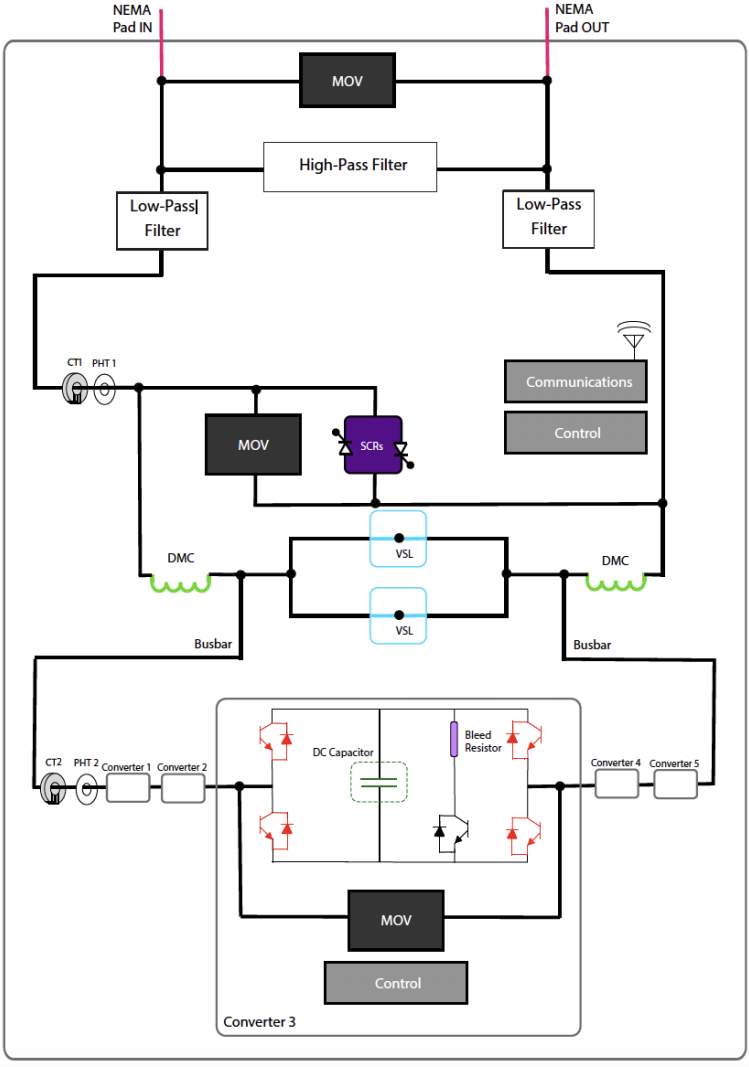 NEMA
Pad IN
NEMA
Pad OUT
MOV
High-Pass Filter
Low-Pass|
Filter
Low-Pass
Filter
CT1
PHT 1
Communications
Control
MOV
SCRs
VSL
DMC
DMC
VSL
Busbar
Busbar
CT2
PHT 2
Converter 1
Converter 2
DC Capacitor
Bleed
Resistor
Converter 4
Converter 5
MOV
Control
Converter 3